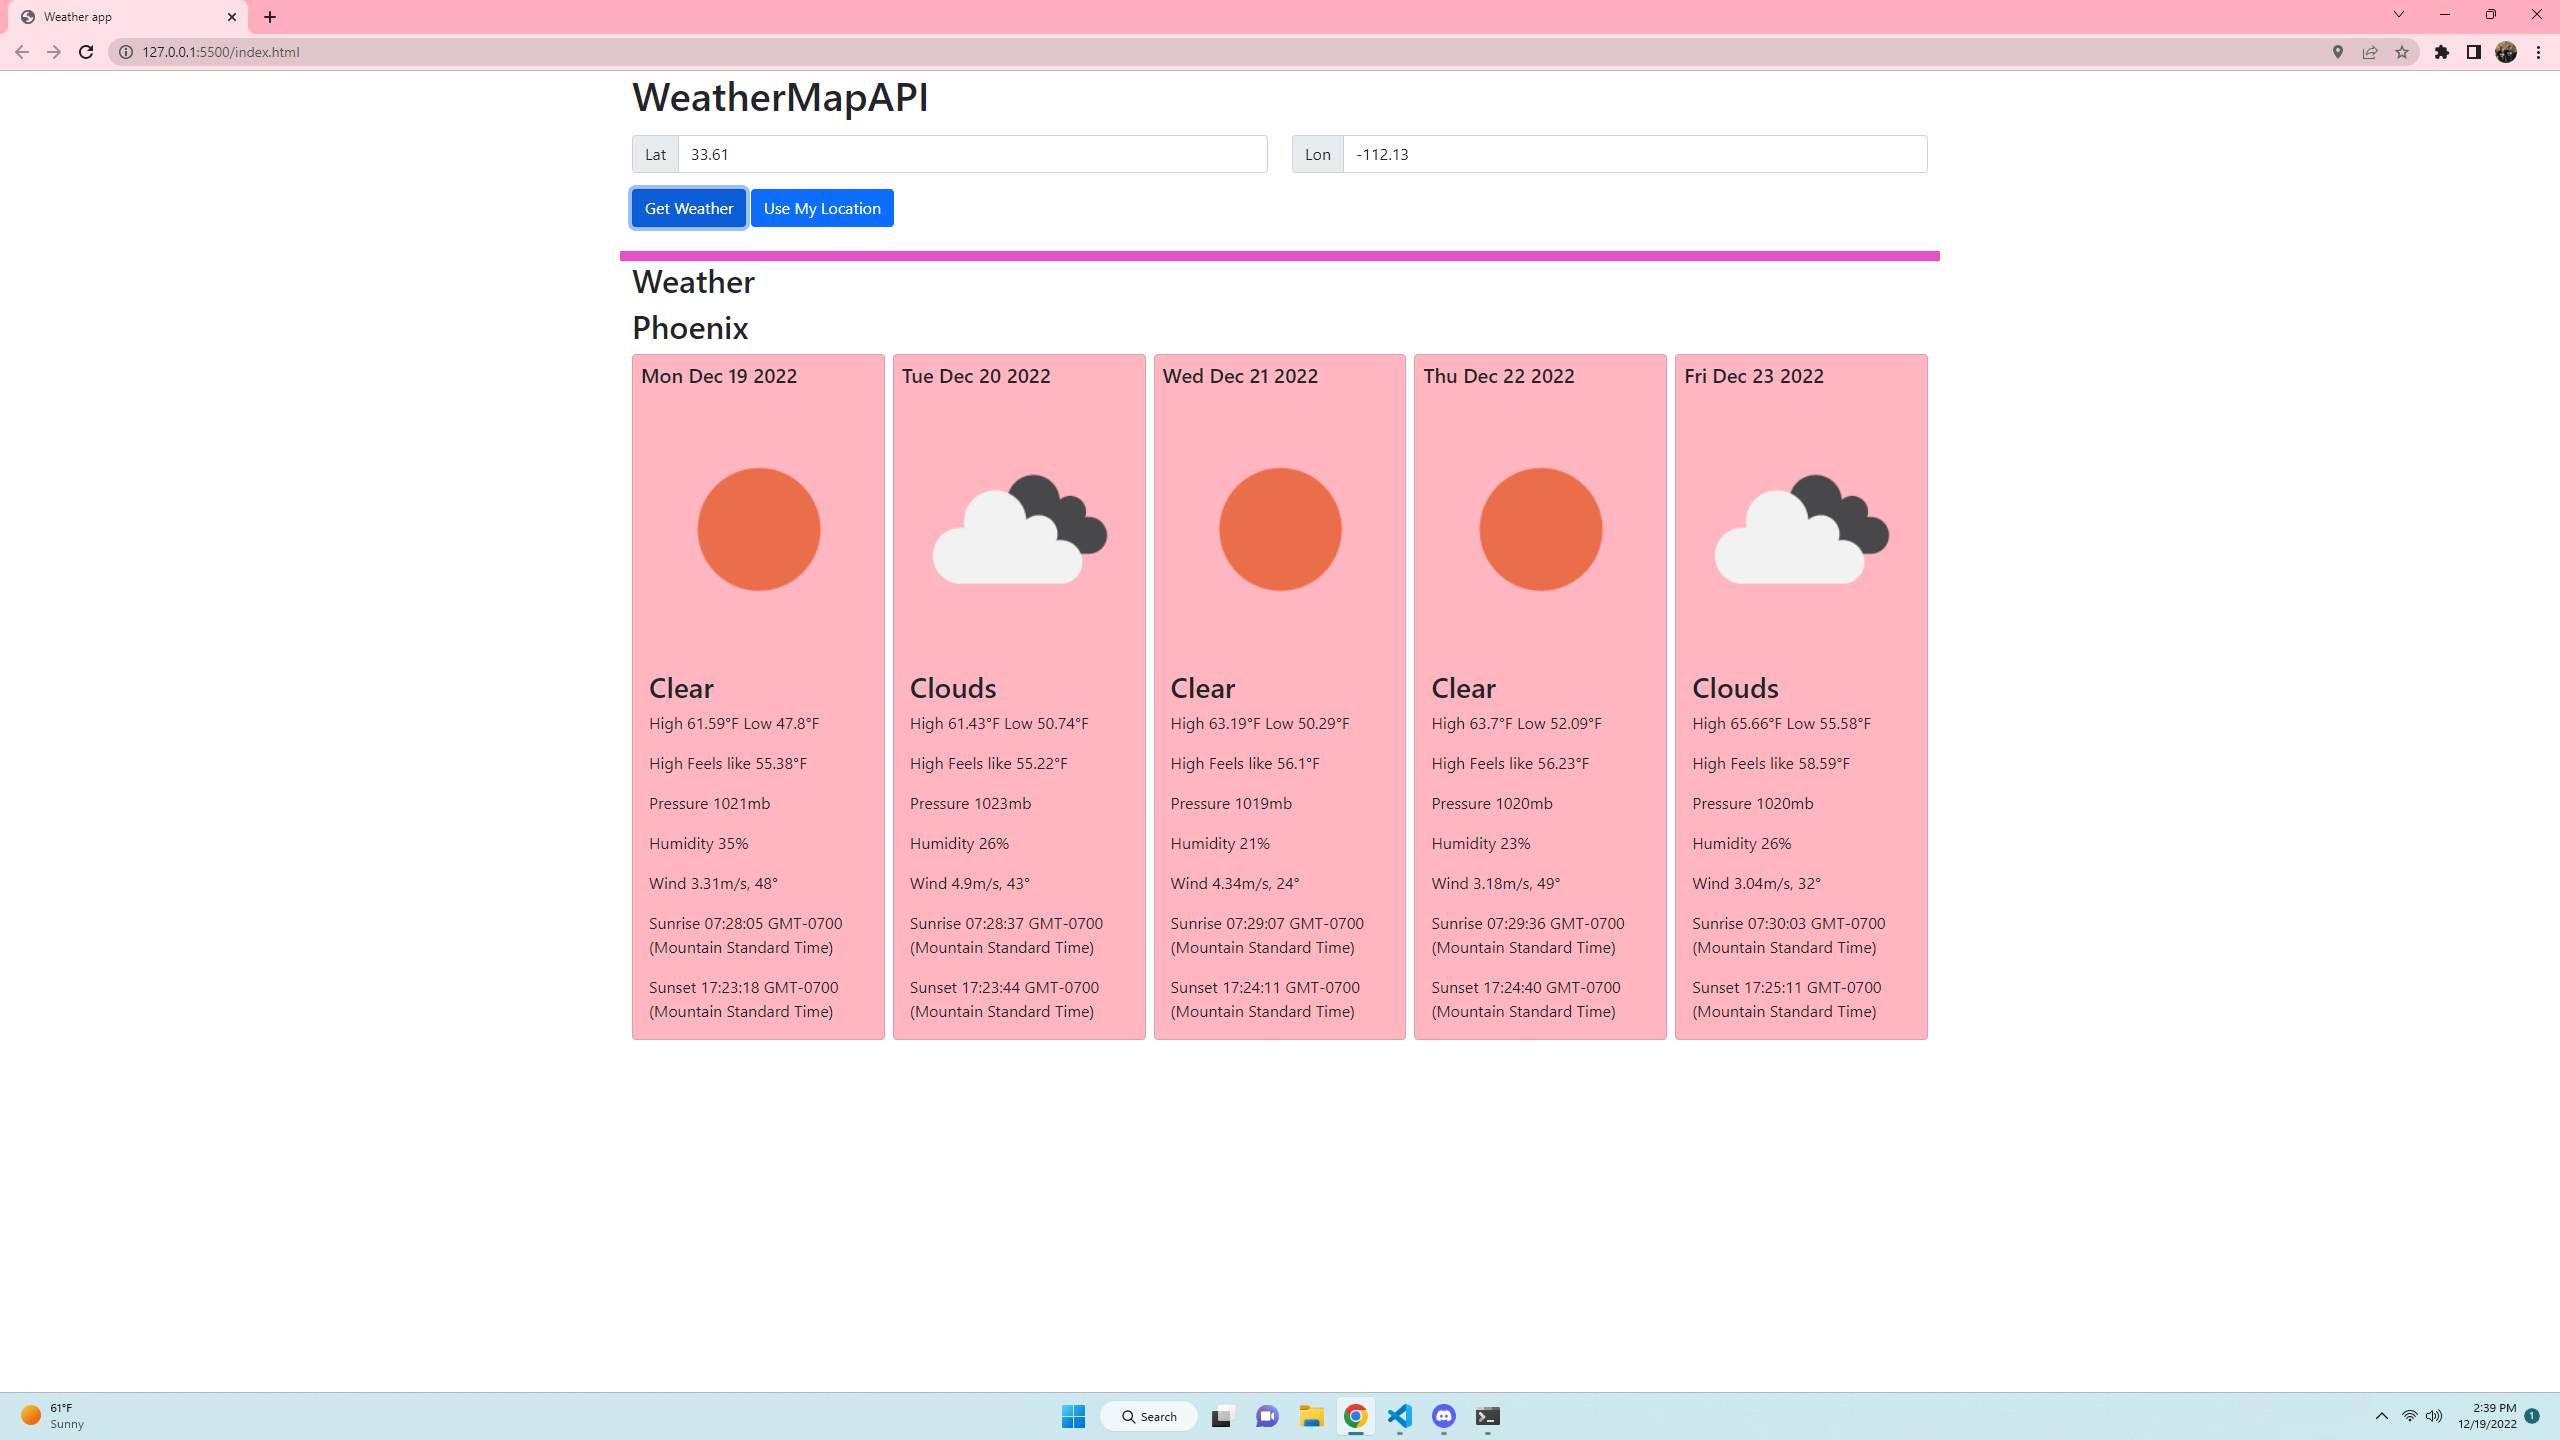 Weather app
127.0.0.1:5500/index.html
WeatherMapAPI
Lat 33.61 Lon -112.13
Get Weather Use My Location
Weather
Phoenix
Mon Dec 19 2022
Clear
High 61.59°F Low 47.8°F
High Feels like 55.38°F
Pressure 1021mb
Humidity 35%
Wind 3.31m/s, 48°
Sunrise 07:28:05 GMT-0700
(Mountain Standard Time)
Sunset 17:23:18 GMT-0700
(Mountain Standard Time)
Tue Dec 20 2022
Clouds
High 61.43°F Low 50.74°F
High Feels like 55.22°F
Pressure 1023mb
Humidity 26%
Wind 4.9m/s, 43°
Sunrise 07:28:37 GMT-0700
(Mountain Standard Time)
Sunset 17:23:44 GMT-0700
(Mountain Standard Time)
Wed Dec 21 2022
Clear
High 63.19°F Low 50.29°F
High Feels like 56.1°F
Pressure 1019mb
Humidity 21%
Wind 4.34m/s, 24°
Sunrise 07:29:07 GMT-0700
(Mountain Standard Time)
Sunset 17:24:11 GMT-0700
(Mountain Standard Time)
Thu Dec 22 2022
Clear
High 63.7°F Low 52.09°F
High Feels like 56.23°F
Pressure 1020mb
Humidity 23%
Wind 3.18m/s, 49°
Sunrise 07:29:36 GMT-0700
(Mountain Standard Time)
Sunset 17:24:40 GMT-0700
(Mountain Standard Time)
Fri Dec 23 2022
Clouds
High 65.66°F Low 55.58°F
High Feels like 58.59°F
Pressure 1020mb
Humidity 26%
Wind 3.04m/s, 32°
Sunrise 07:30:03 GMT-0700
(Mountain Standard Time)
Sunset 17:25:11 GMT-0700
(Mountain Standard Time)
61°F
Sunny
Search
2:39 PM
12/19/2022
1